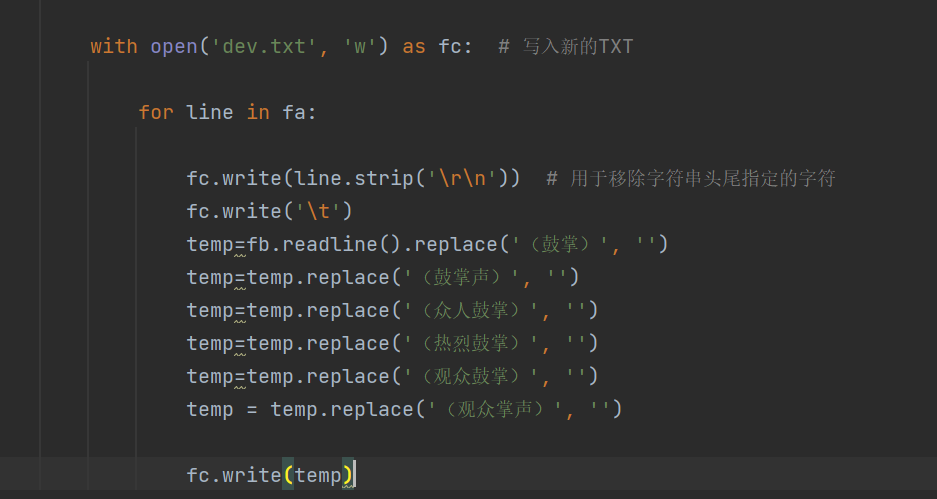 with open('dev.txt', 'w') as fc:  # 写入新的TXT
for line in fa:
fc.write(line.strip('\r\n'))  # 用于移除字符串头尾指定的字符
fc.write('\t')
temp=fb.readline().replace('（鼓掌）', '')
temp=temp.replace('（鼓掌声）', '')
temp=temp.replace('（众人鼓掌）', '')
temp=temp.replace('（热烈鼓掌）', '')
temp=temp.replace('（观众鼓掌）', '')
temp = temp.replace('（观众掌声）', '')
fc.write(temp)